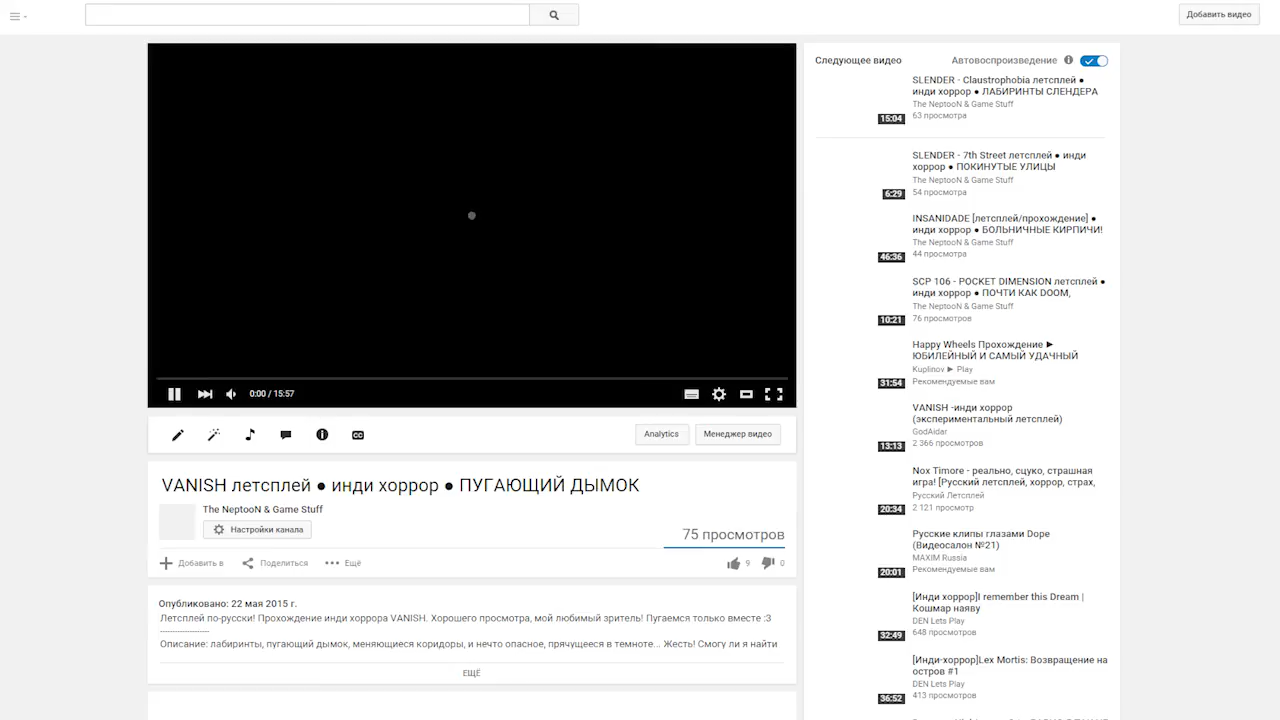 Добавить видео
0:00 / 15:57
Analytics
Менеджер видео
VANISH летсплей ● инди хоррор ● ПУГАЮЩИЙ ДЫМОК
The NeptooN & Game Stuff
Настройки канала
75 просмотров
Добавить в
Поделиться
Ещё
9
0
Опубликовано: 22 мая 2015 г.
Летсплей по-русски! Прохождение инди хоррора VANISH. Хорошего просмотра, мой любимый зритель! Пугаемся только вместе :3
-------------------
Описание: лабиринты, пугающий дымок, меняющиеся коридоры, и нечто опасное, прячущееся в темноте... Жесть! Смогу ли я найти
ЕЩЁ
Следующее видео
Автовоспроизведение
SLENDER - Claustrophobia летсплей ●
инди хоррор ● ЛАБИРИНТЫ СЛЕНДЕРА
The NeptooN & Game Stuff
63 просмотра
15:04
SLENDER - 7th Street летсплей ● инди
хоррор ● ПОКИНУТЫЕ УЛИЦЫ
The NeptooN & Game Stuff
54 просмотра
6:29
INSANIDADE [летсплей/прохождение] ●
инди хоррор ● БОЛЬНИЧНЫЕ КИРПИЧИ!
The NeptooN & Game Stuff
44 просмотра
46:36
SCP 106 - POCKET DIMENSION летсплей ●
инди хоррор ● ПОЧТИ КАК DOOM,
The NeptooN & Game Stuff
76 просмотров
10:21
Happy Wheels Прохождение ►
ЮБИЛЕЙНЫЙ И САМЫЙ УДАЧНЫЙ
Kuplinov ► Play
Рекомендуемые вам
31:54
VANISH -инди хоррор
(экспериментальный летсплей)
GodAidar
2 366 просмотров
13:13
Nox Timore - реально, сцуко, страшная
игра! [Русский летсплей, хоррор, страх,
Русский Летсплей
2 121 просмотр
20:34
Русские клипы глазами Dope
(Видеосалон №21)
MAXIM Russia
Рекомендуемые вам
20:01
[Инди хоррор]I remember this Dream |
Кошмар наяву
DEN Lets Play
648 просмотров
32:49
[Инди-хоррор]Lex Mortis: Возвращение на
остров #1
DEN Lets Play
413 просмотров
36:52